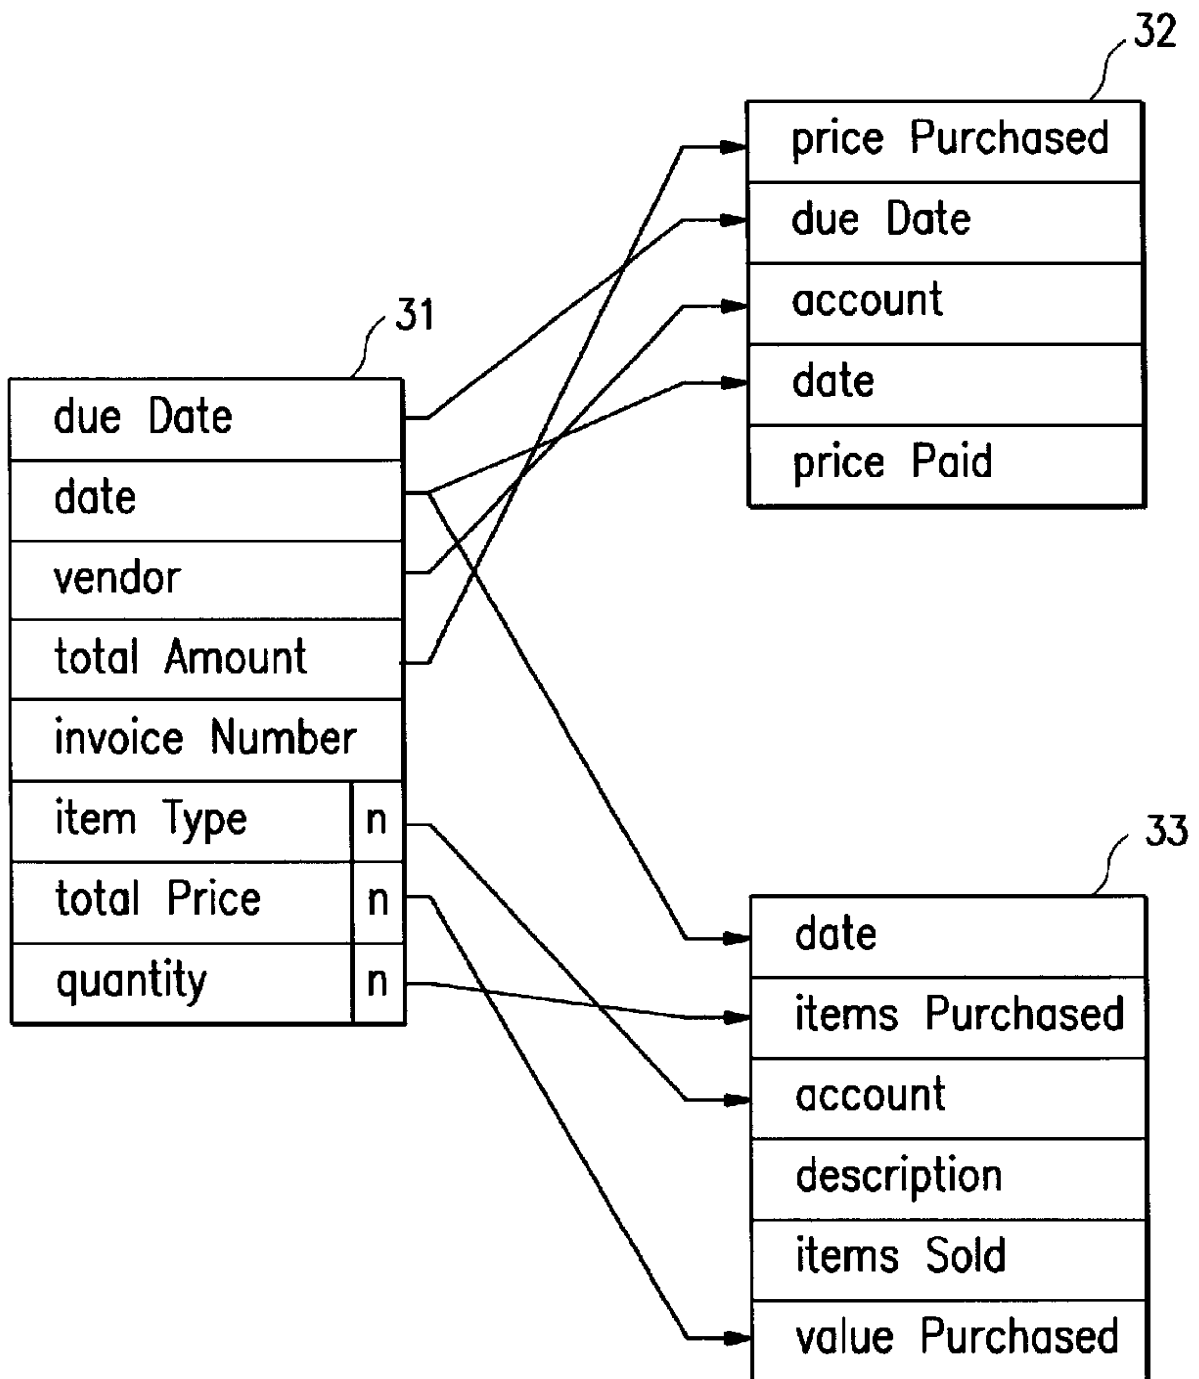 32
price Purchased
due Date
account
date
price Paid
31
due Date
date
vendor
total Amount
invoice Number
item Type n
total Price n
quantity n
33
date
items Purchased
account
description
items Sold
value Purchased